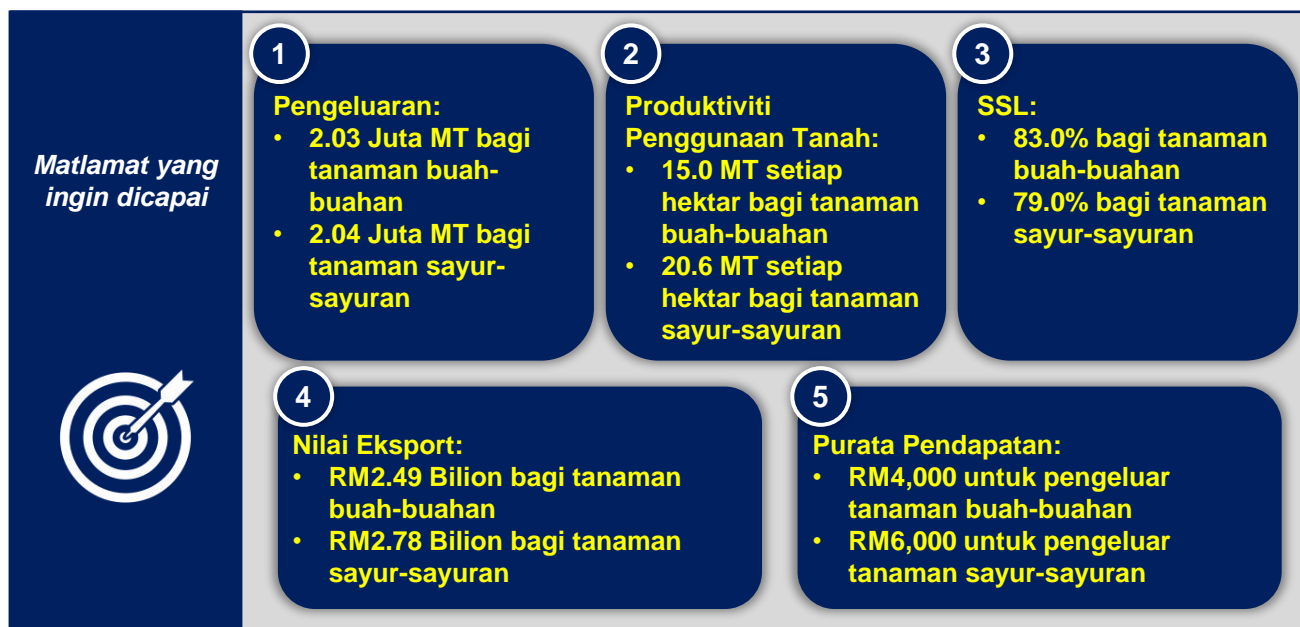 Matlamat yang
ingin dicapai
1
Pengeluaran:
• 2.03 Juta MT bagi
tanaman buah-
buahan
• 2.04 Juta MT bagi
tanaman sayur-
sayuran
2
Produktiviti
Penggunaan Tanah:
• 15.0 MT setiap
hektar bagi tanaman
buah-buahan
• 20.6 MT setiap
hektar bagi tanaman
sayur-sayuran
3
SSL:
• 83.0% bagi tanaman
buah-buahan
• 79.0% bagi tanaman
sayur-sayuran
4
Nilai Eksport:
• RM2.49 Bilion bagi tanaman
buah-buahan
• RM2.78 Bilion bagi tanaman
sayur-sayuran
5
Purata Pendapatan:
• RM4,000 untuk pengeluar
tanaman buah-buahan
• RM6,000 untuk pengeluar
tanaman sayur-sayuran